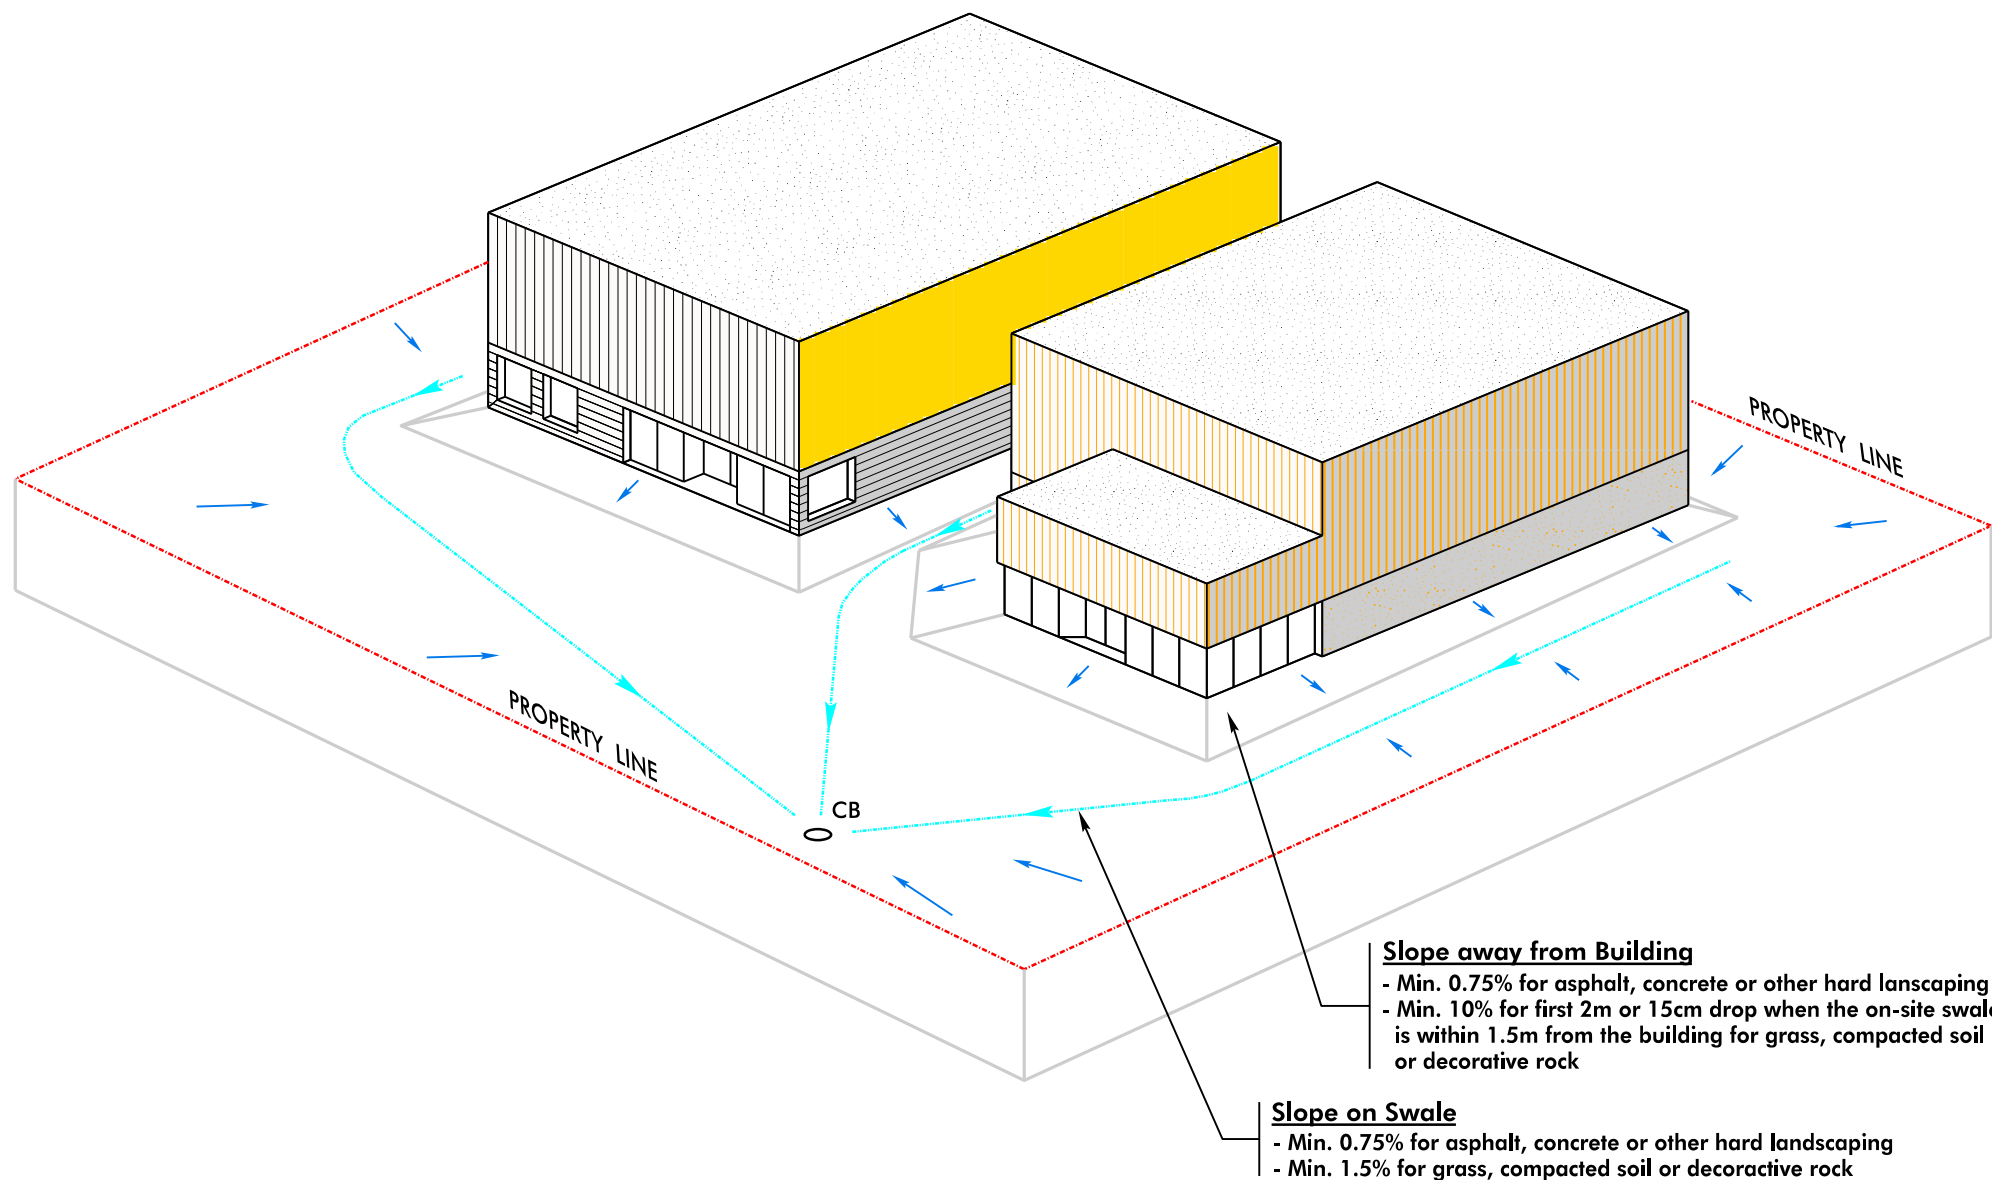 PROPERTY LINE
PROPERTY LINE
CB
Slope away from Building
- Min. 0.75% for asphalt, concrete or other hard lanscaping
- Min. 10% for first 2m or 15cm drop when the on-site swale
is within 1.5m from the building for grass, compacted soil
or decorative rock
Slope on Swale
- Min. 0.75% for asphalt, concrete or other hard landscaping
- Min. 1.5% for grass, compacted soil or decoractive rock